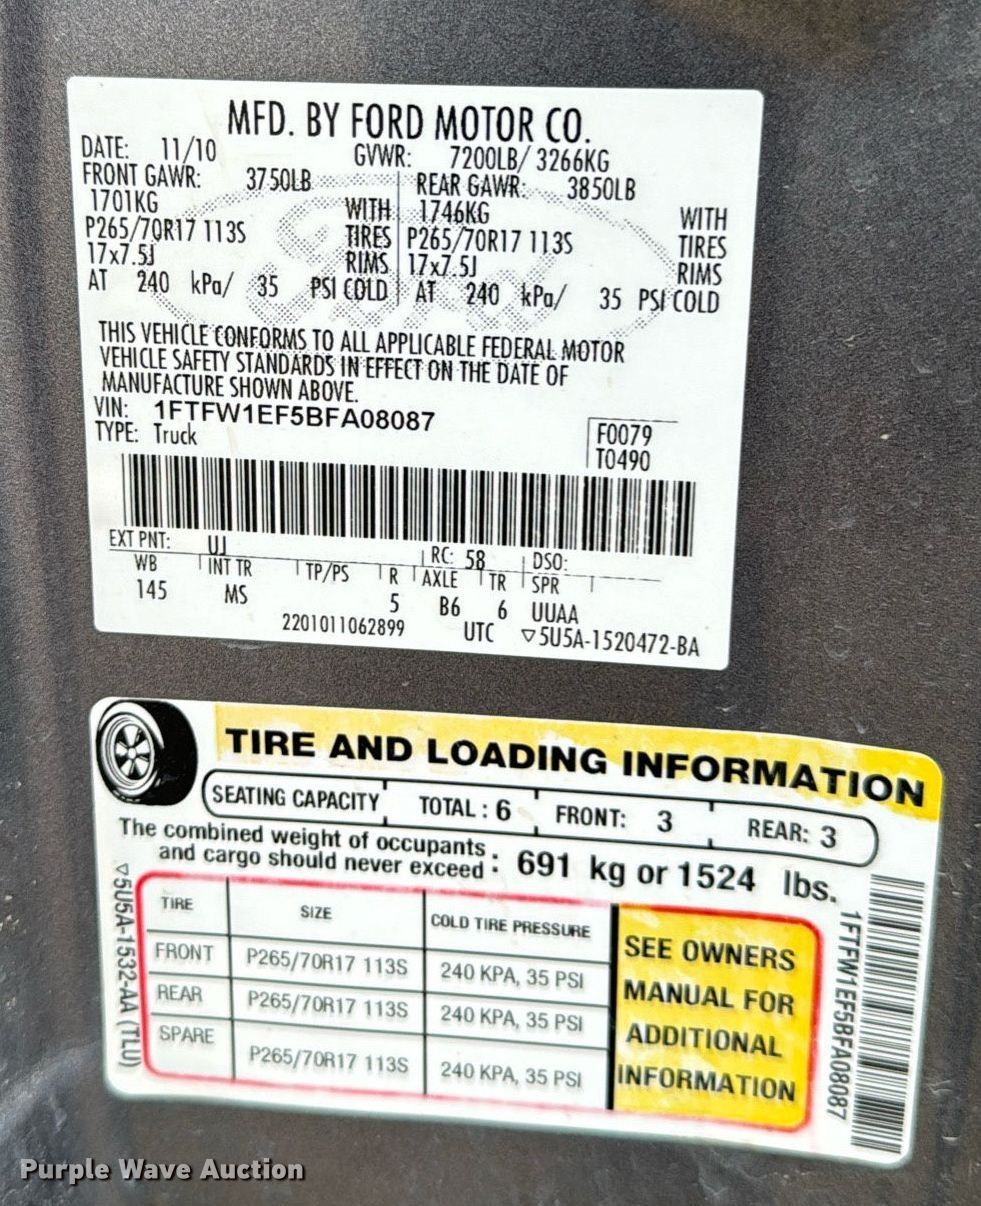 MFD. BY FORD MOTOR CO.
DATE: 11/10 GVWR: 7200LB/ 3266KG
FRONT GAWR: 3750LB REAR GAWR: 3850LB
1701KG WITH 1746KG WITH
P265/70R17 113S TIRES P265/70R17 113S TIRES
17x7.5J RIMS 17x7.5J RIMS
AT 240 kPa/ 35 PSI COLD AT 240 kPa/ 35 PSI COLD
Ford
THIS VEHICLE CONFORMS TO ALL APPLICABLE FEDERAL MOTOR
VEHICLE SAFETY STANDARDS IN EFFECT ON THE DATE OF
MANUFACTURE SHOWN ABOVE.
VIN: 1FTFW1EF5BFA08087
TYPE: Truck
F0079
T0490
EXT PNT: UJ RC: 58 DSO:
WB INT TR TP/PS R AXLE TR SPR
145 MS 5 B6 6 UUAA
2201011062899 UTC ▽5U5A-1520472-BA
TIRE AND LOADING INFORMATION
SEATING CAPACITY TOTAL : 6 FRONT: 3 REAR: 3
The combined weight of occupants
and cargo should never exceed : 691 kg or 1524 lbs.
TIRE SIZE COLD TIRE PRESSURE
FRONT P265/70R17 113S 240 KPA, 35 PSI
REAR P265/70R17 113S 240 KPA, 35 PSI
SPARE P265/70R17 113S 240 KPA, 35 PSI
SEE OWNERS
MANUAL FOR
ADDITIONAL
INFORMATION
▽5U5A-1532-AA (TLU)
1FTFW1EF5BFA08087
Purple Wave Auction